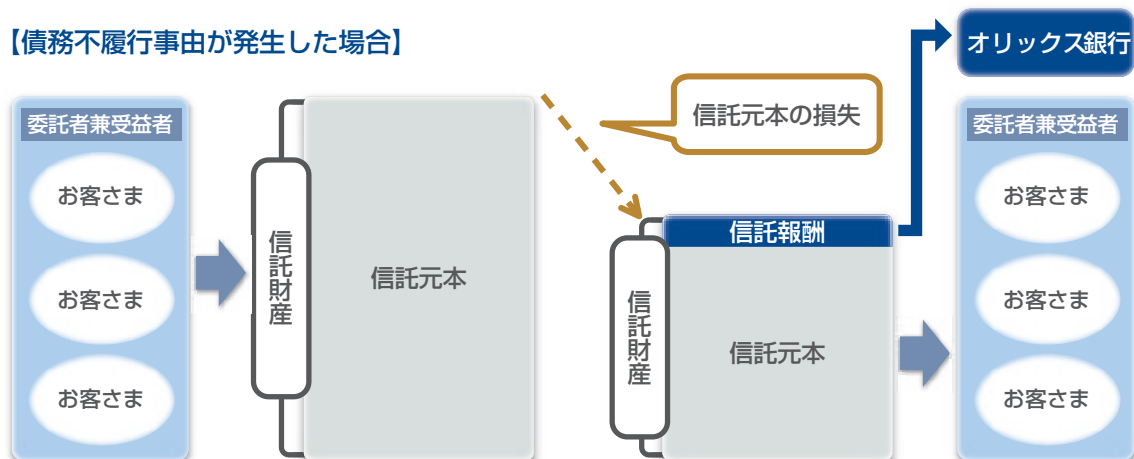 【債務不履行事由が発生した場合】
オリックス銀行
委託者兼受益者
お客さま
お客さま
お客さま
信託財産
信託元本
信託元本の損失
信託報酬
信託財産
信託元本
委託者兼受益者
お客さま
お客さま
お客さま